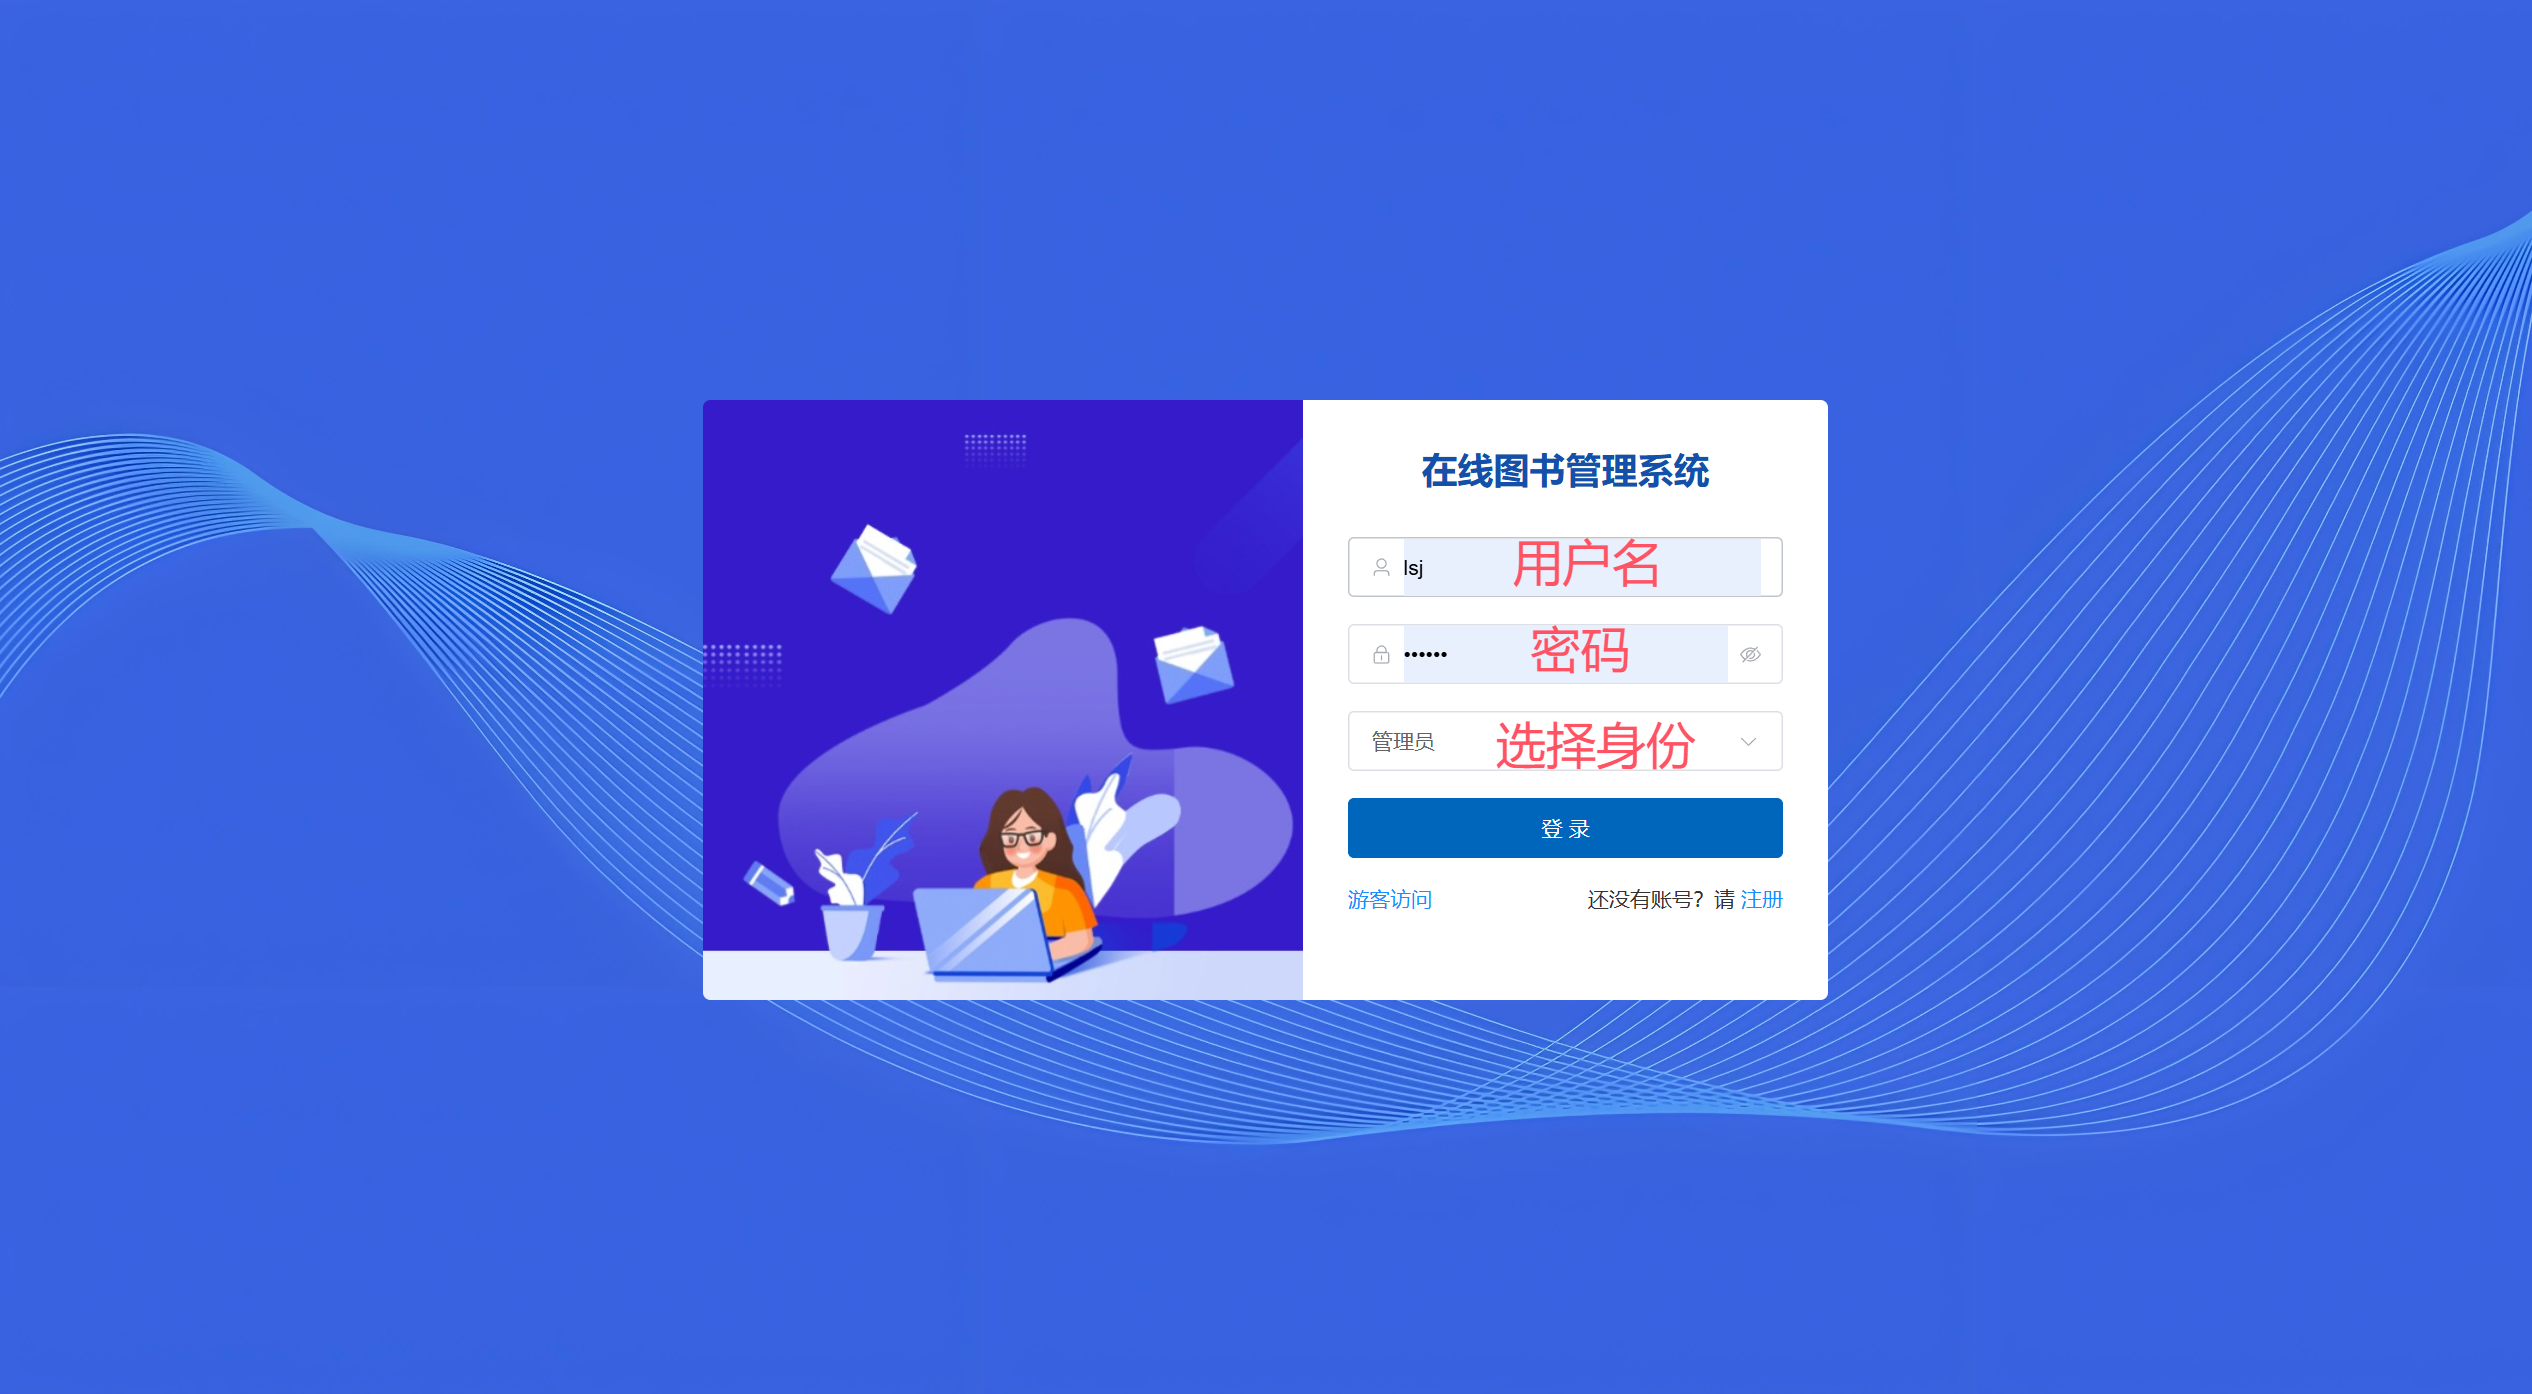 在线图书管理系统
lsj 用户名
•••••• 密码
管理员 选择身份
登 录
游客访问 还没有账号？请 注册